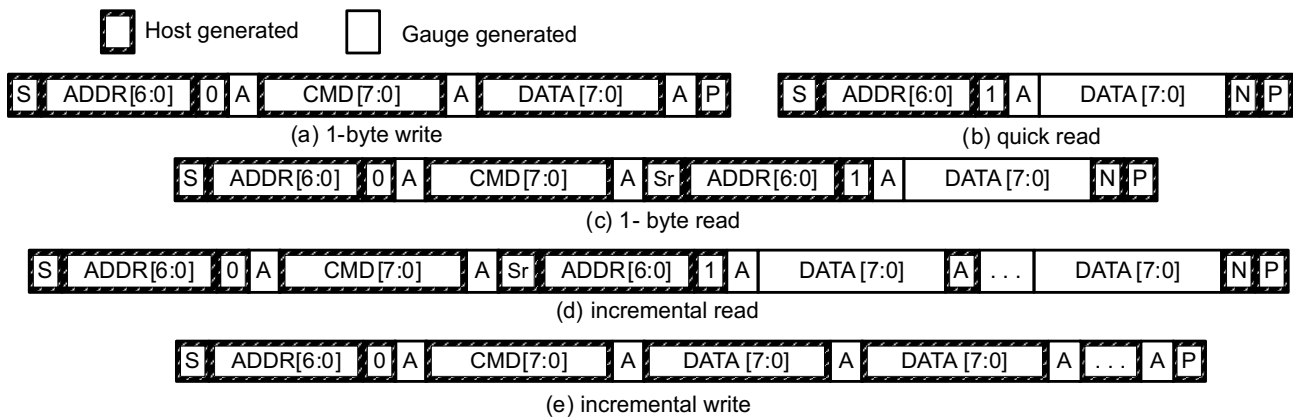 Host generated Gauge generated
S ADDR[6:0] 0 A CMD[7:0] A DATA [7:0] A P S ADDR[6:0] 1 A DATA [7:0] N P
(a) 1-byte write (b) quick read
S ADDR[6:0] 0 A CMD[7:0] A Sr ADDR[6:0] 1 A DATA [7:0] N P
(c) 1- byte read
S ADDR[6:0] 0 A CMD[7:0] A Sr ADDR[6:0] 1 A DATA [7:0] A . . . DATA [7:0] N P
(d) incremental read
S ADDR[6:0] 0 A CMD[7:0] A DATA [7:0] A DATA [7:0] A . . . A P
(e) incremental write